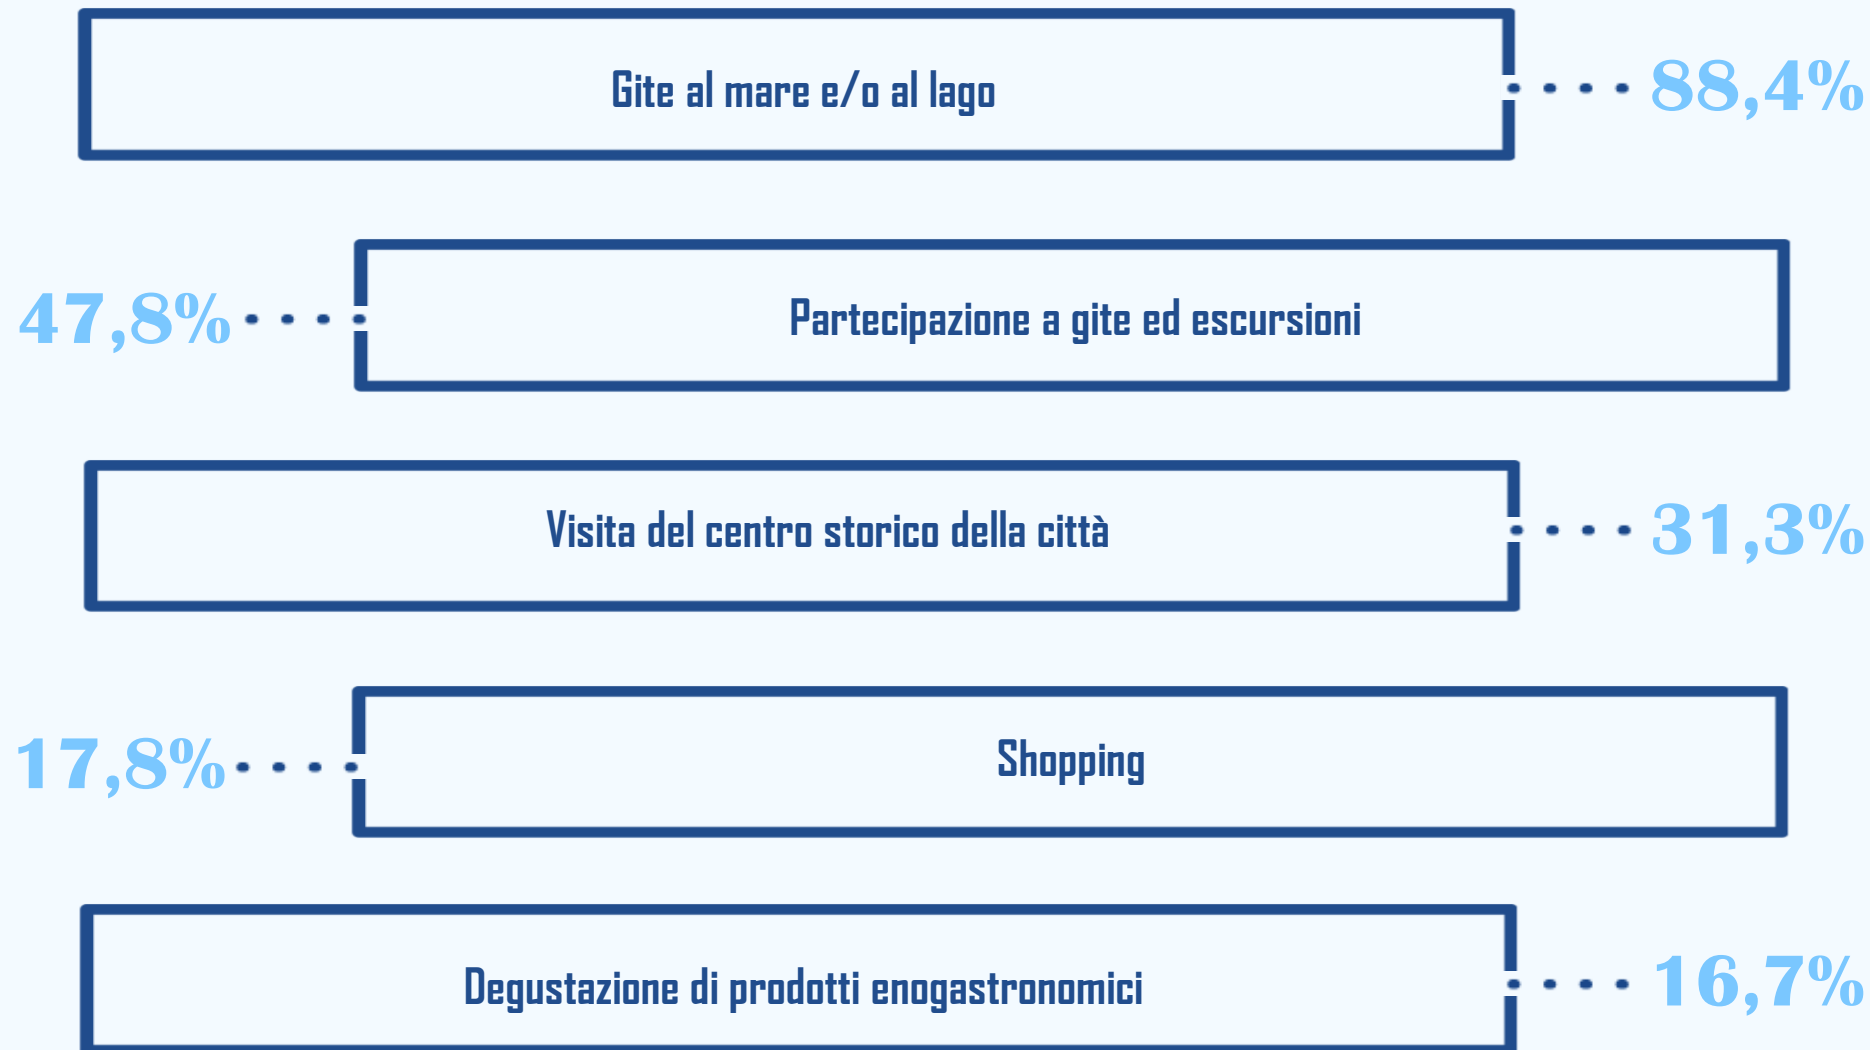 Gite al mare e/o al lago
88,4%
47,8%
Partecipazione a gite ed escursioni
Visita del centro storico della città
31,3%
17,8%
Shopping
Degustazione di prodotti enogastronomici
16,7%